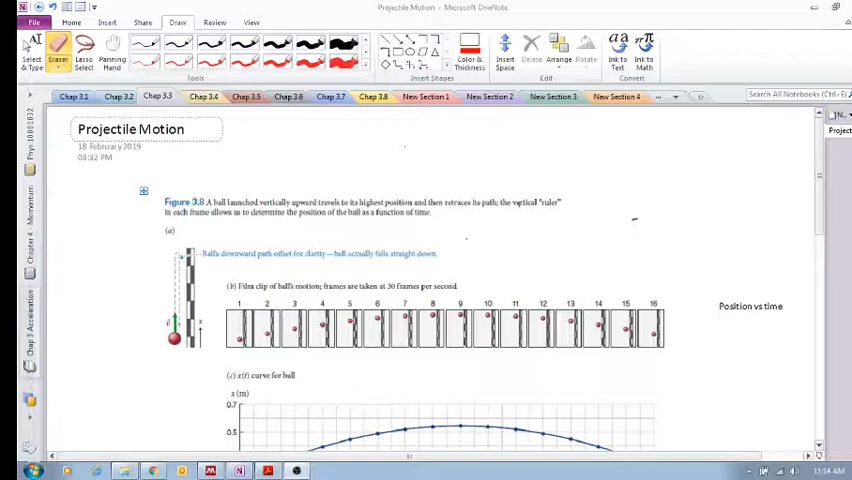 Projectile Motion - Microsoft OneNote
File Home Insert Share Draw Review View
Select & Type
Eraser
Lasso Select
Panning Hand
Color & Thickness
Insert Space
Delete
Arrange
Rotate
Ink to Text
Ink to Math
Tools
Insert Shapes
Edit
Convert
Chap 3.1 Chap 3.2 Chap 3.3 Chap 3.4 Chap 3.5 Chap 3.6 Chap 3.7 Chap 3.8 New Section 1 New Section 2 New Section 3 New Section 4
Search All Notebooks (Ctrl+E)
Phys 10081032
Chapter 4 - Momentum
Chap 3 Acceleration
Projectile Motion
18 February 2019
03:32 PM
Figure 3.8 A ball launched vertically upward travels to its highest position and then retraces its path; the vertical "ruler"
in each frame allows us to determine the position of the ball as a function of time.
(a)
Ball's downward path offset for clarity—ball actually falls straight down.
(b) Film clip of ball's motion; frames are taken at 30 frames per second.
1 2 3 4 5 6 7 8 9 10 11 12 13 14 15 16
x
Position vs time
(c) x(t) curve for ball
x (m)
0.7
0.5
11:14 AM